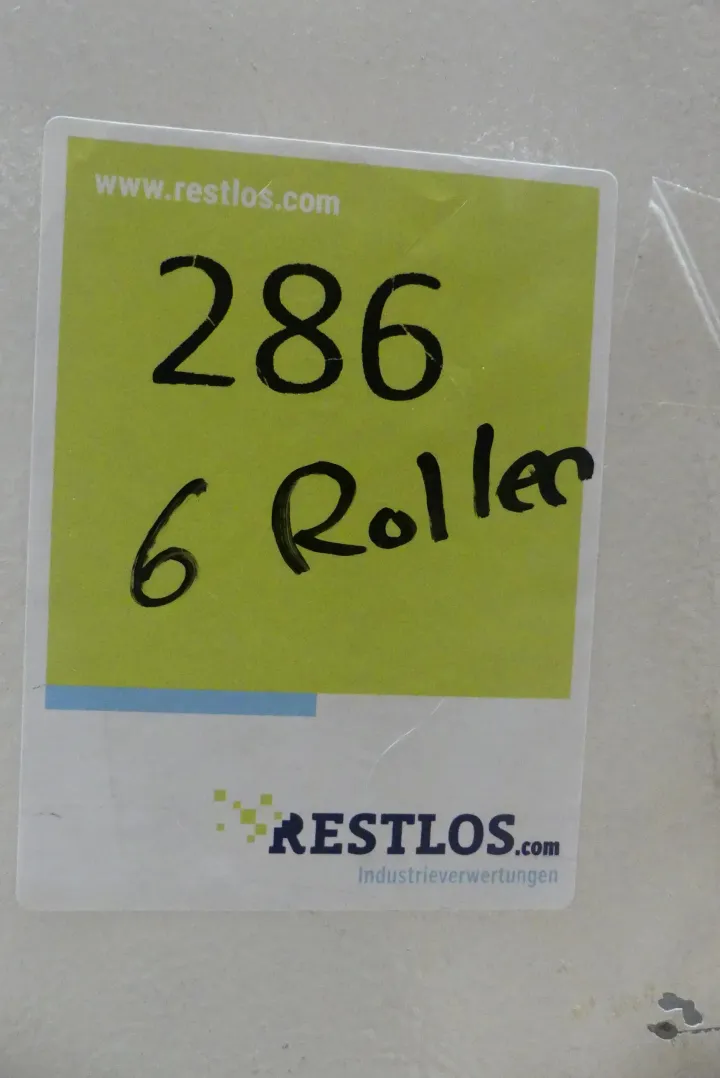 www.restlos.com
286
6 Rollen
RESTLOS.com
Industrieverwertungen